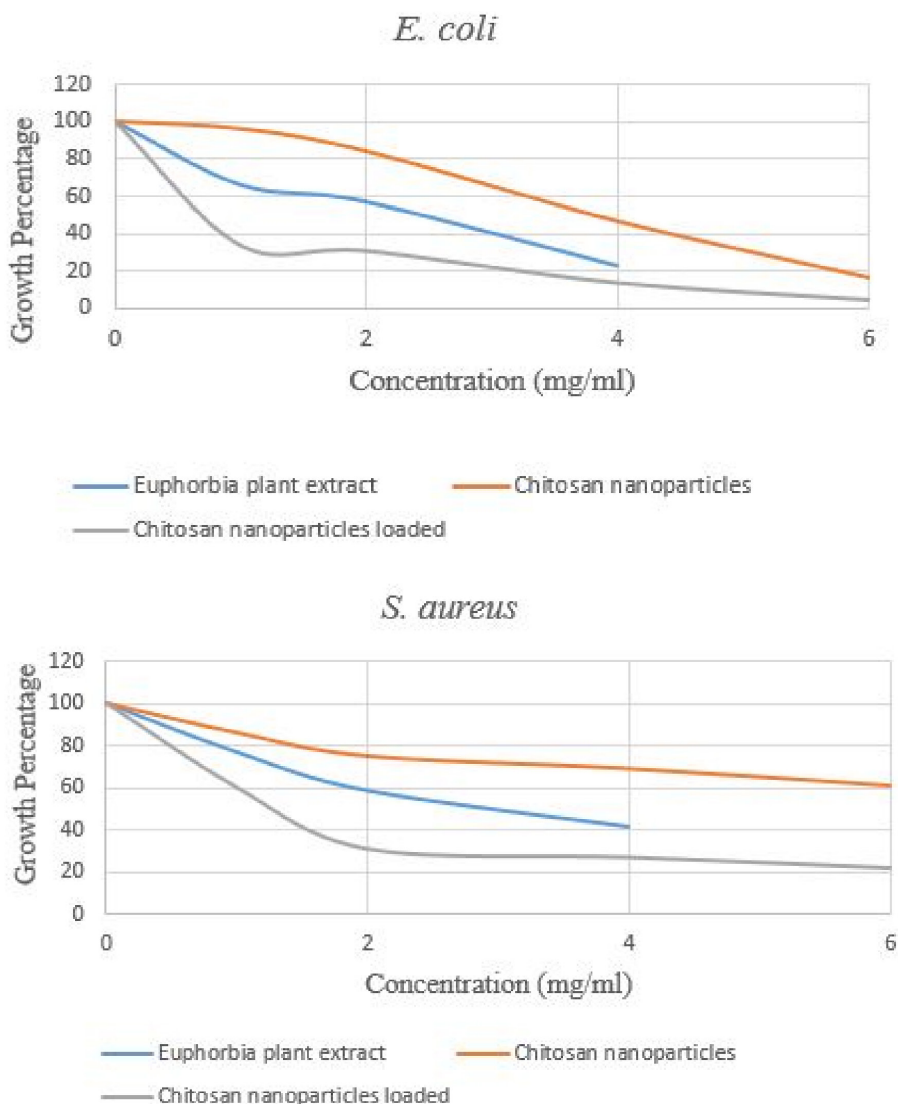 E. coli
120
100
80
60
40
20
0
Growth Percentage
0 2 4 6
Concentration (mg/ml)
Euphorbia plant extract Chitosan nanoparticles
Chitosan nanoparticles loaded
S. aureus
120
100
80
60
40
20
0
Growth Percentage
0 2 4 6
Concentration (mg/ml)
Euphorbia plant extract Chitosan nanoparticles
Chitosan nanoparticles loaded